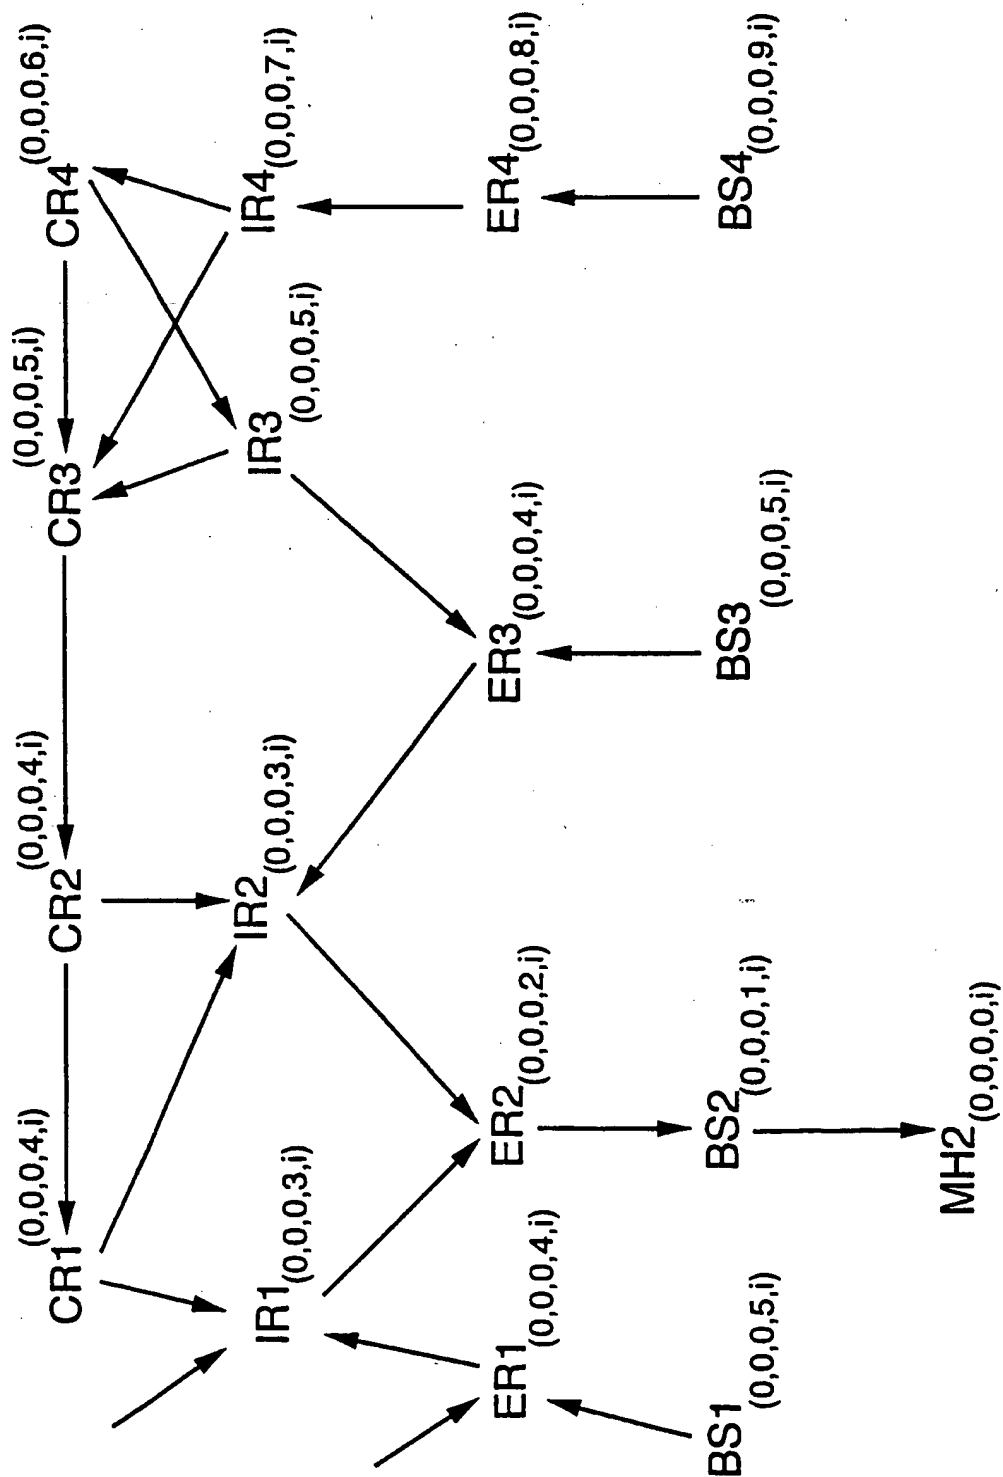 CR1 (0,0,0,4,i)
CR2 (0,0,0,4,i)
CR3 (0,0,0,5,i)
CR4 (0,0,0,6,i)
IR1 (0,0,0,3,i)
IR2 (0,0,0,3,i)
IR3 (0,0,0,5,i)
IR4 (0,0,0,7,i)
ER1 (0,0,0,4,i)
ER2 (0,0,0,2,i)
ER3 (0,0,0,4,i)
ER4 (0,0,0,8,i)
BS1 (0,0,0,5,i)
BS2 (0,0,0,1,i)
BS3 (0,0,0,5,i)
BS4 (0,0,0,9,i)
MH2 (0,0,0,0,i)